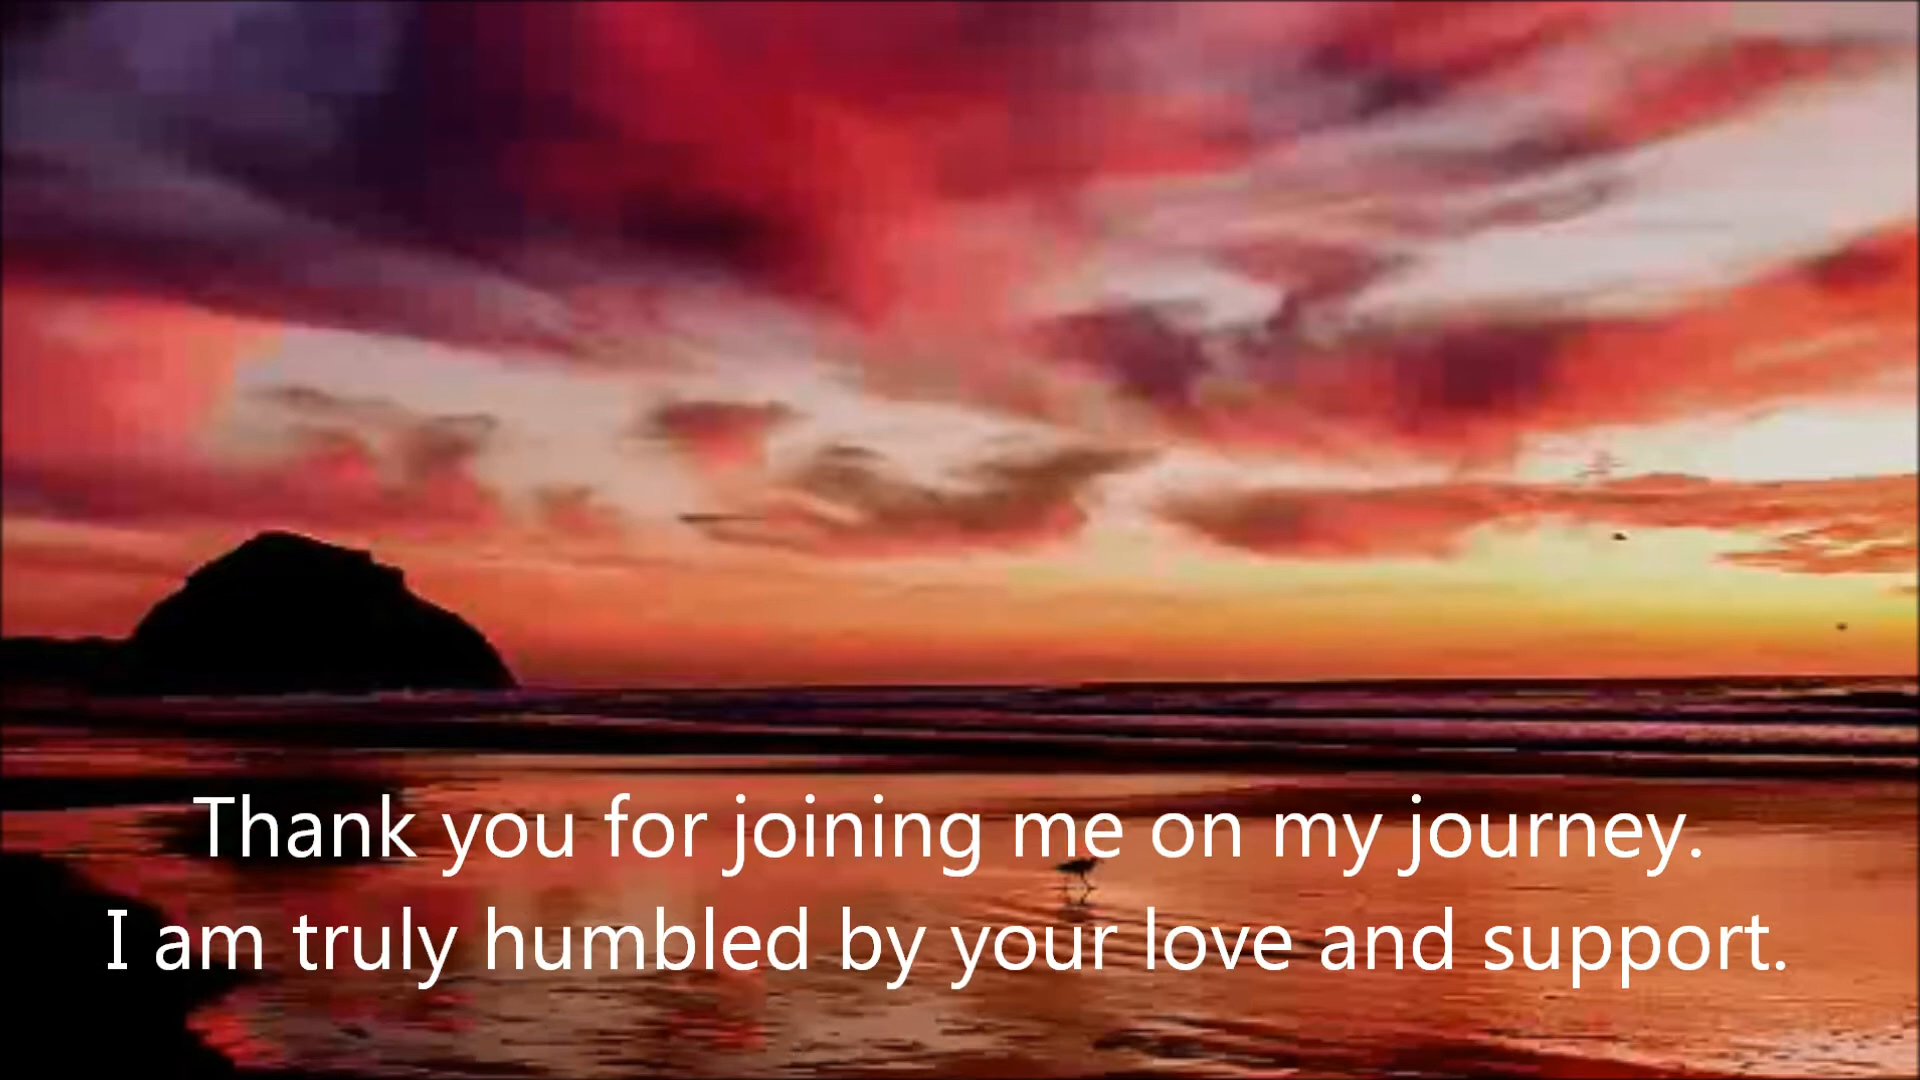 Thank you for joining me on my journey.
I am truly humbled by your love and support.